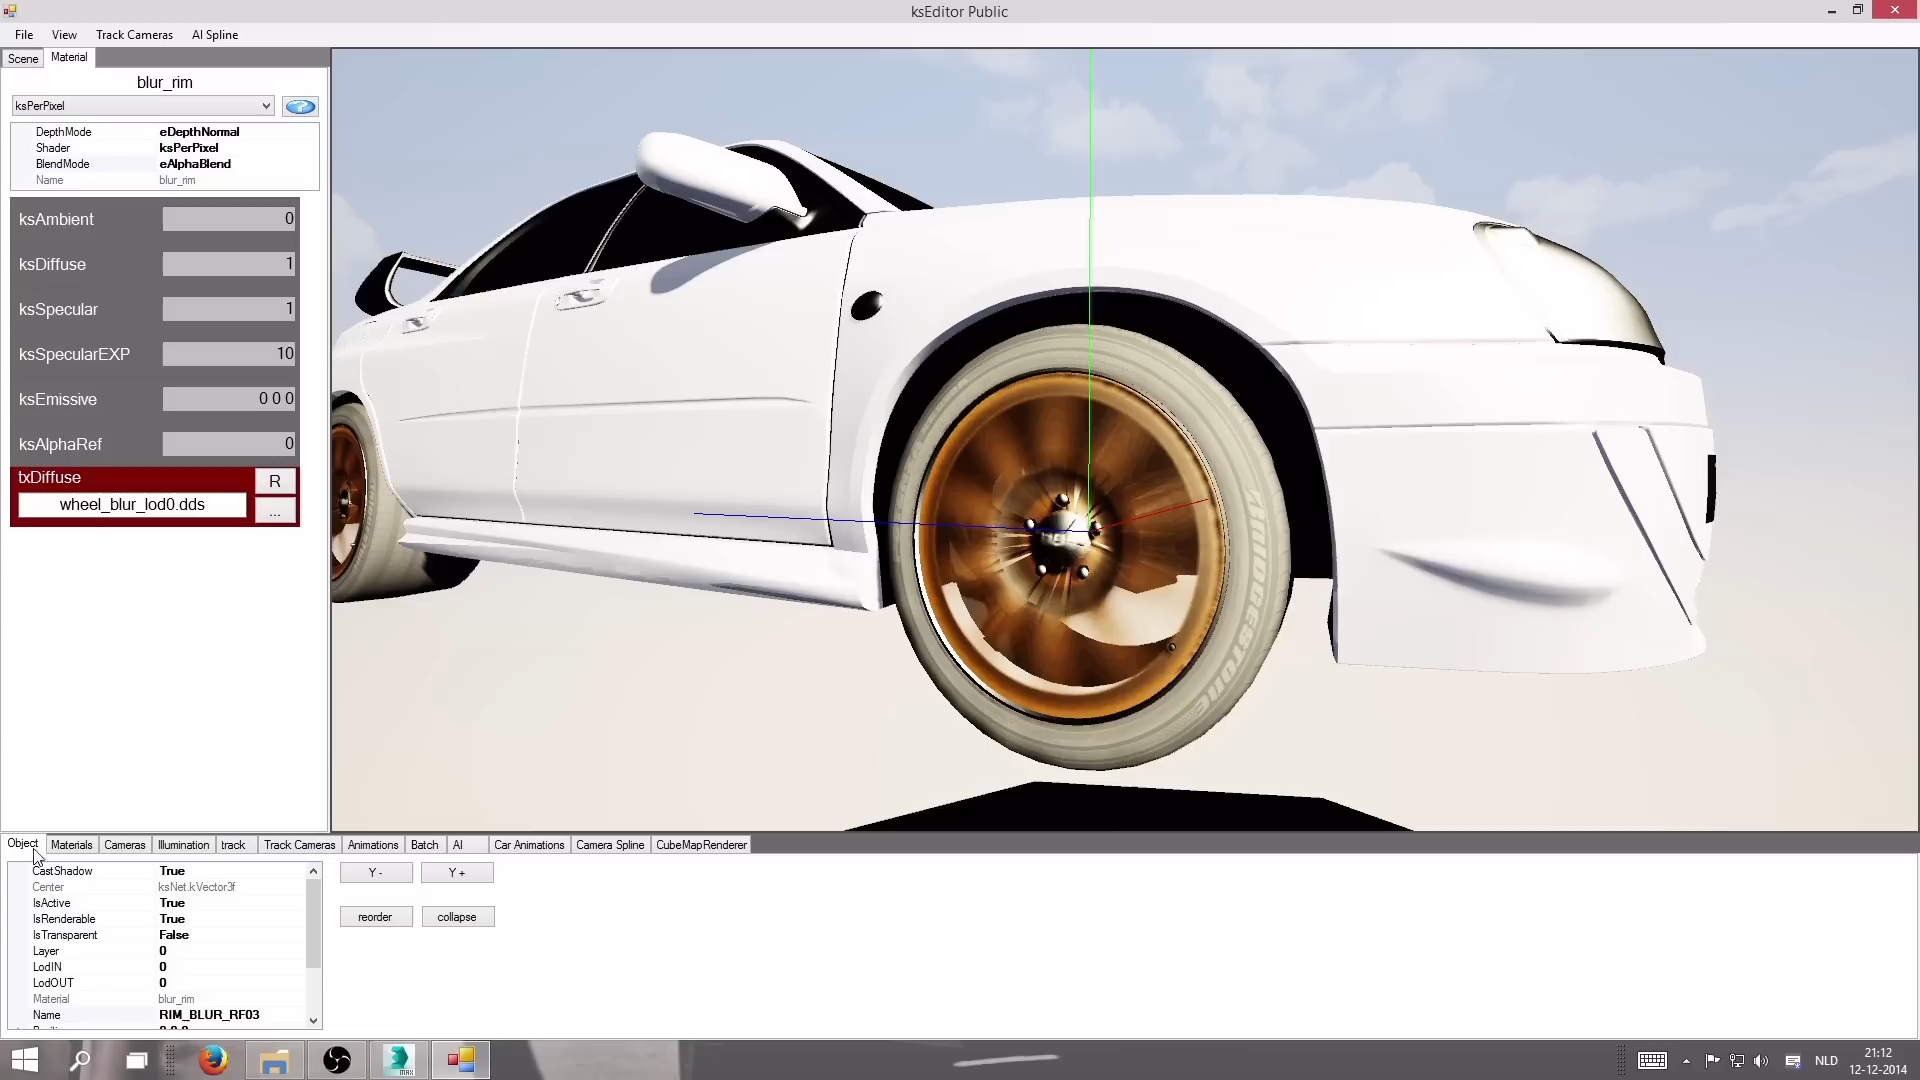 ksEditor Public
File View Track Cameras AI Spline
Scene Material
blur_rim
ksPerPixel
DepthMode eDepthNormal
Shader ksPerPixel
BlendMode eAlphaBlend
Name blur_rim
ksAmbient 0
ksDiffuse 1
ksSpecular 1
ksSpecularEXP 10
ksEmissive 0 0 0
ksAlphaRef 0
txDiffuse R
wheel_blur_lod0.dds ...
BRIDGESTONE
Object Materials Cameras Illumination track Track Cameras Animations Batch AI Car Animations Camera Spline CubeMapRenderer
CastShadow True
Center ksNet.kVector3f
IsActive True
IsRenderable True
IsTransparent False
Layer 0
LodIN 0
LodOUT 0
Material blur_rim
Name RIM_BLUR_RF03
Y - Y +
reorder collapse
MAX
NLD
21:12
12-12-2014